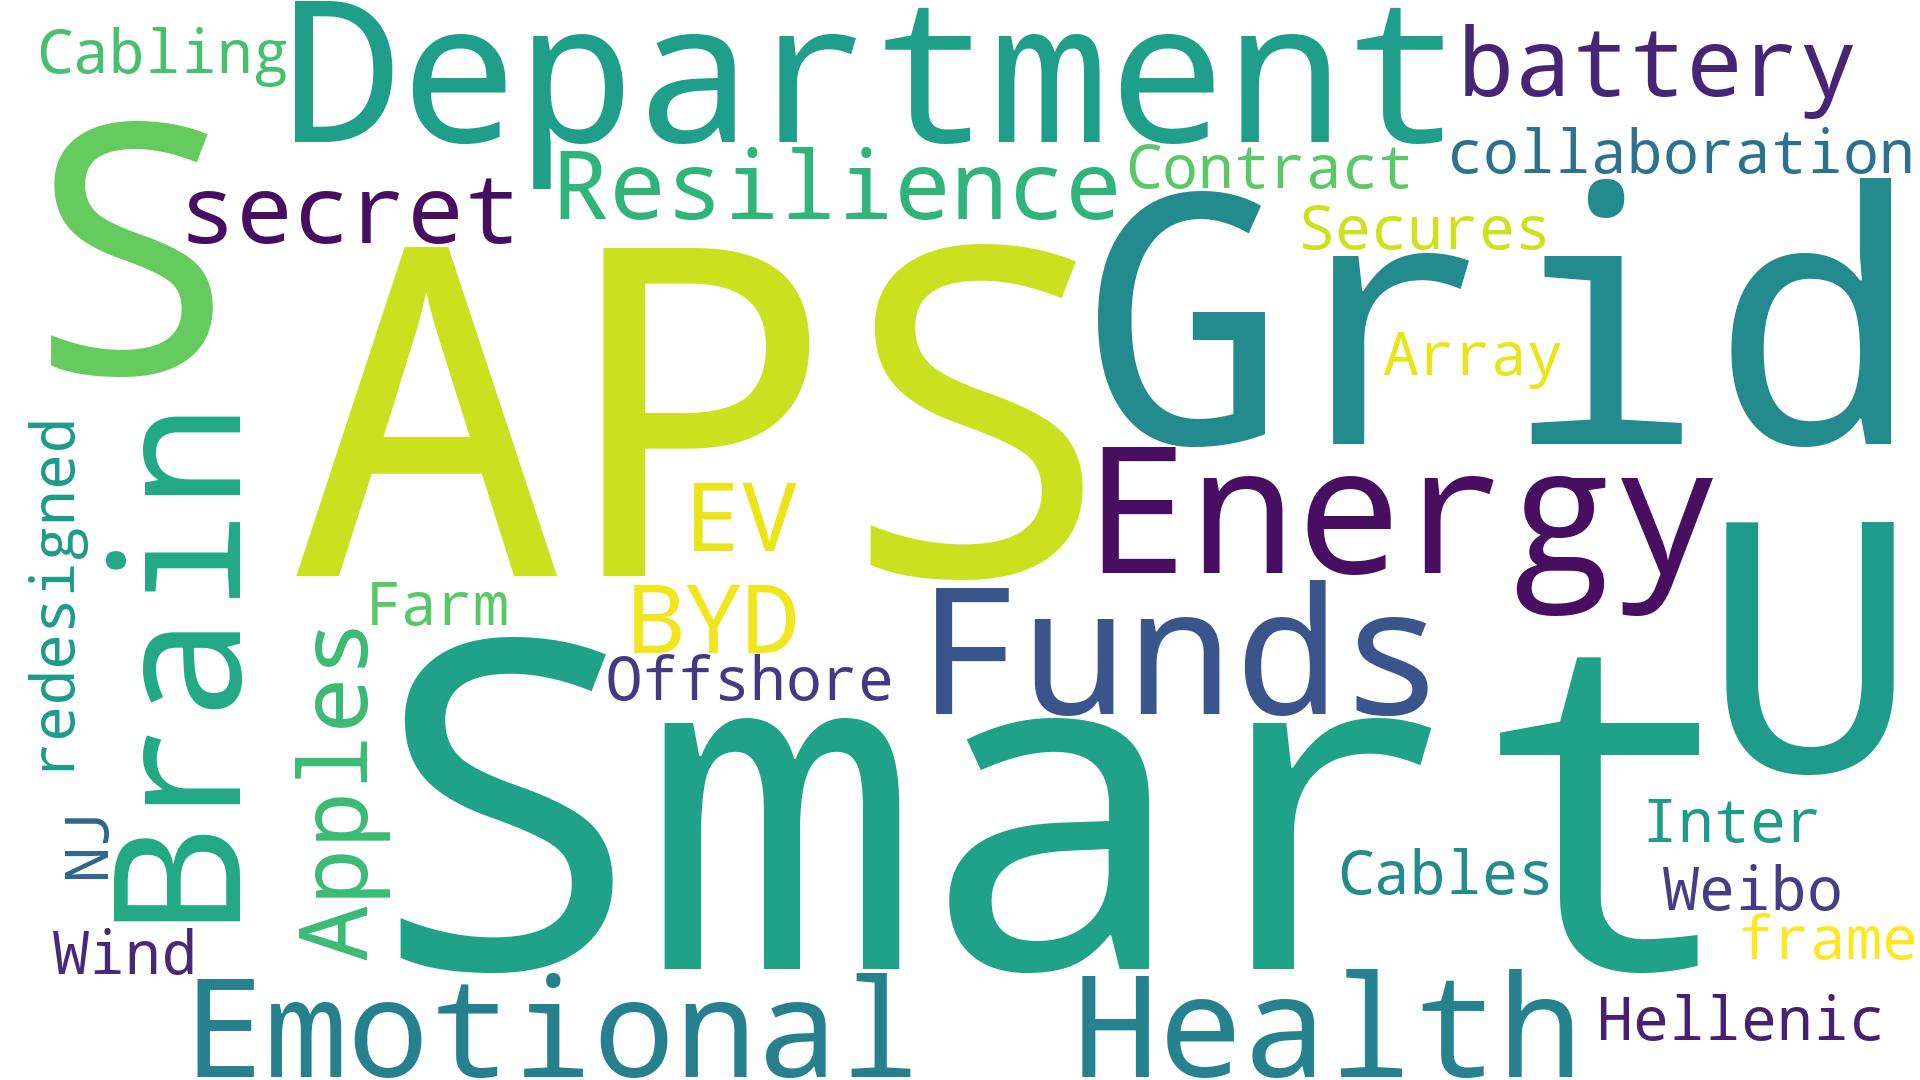 Cabling
Department
battery
S
secret
Resilience
Contract
collaboration
Secures
Grid
APS
Array
redesigned
Brain
EV
Energy
U
Farm
BYD
Funds
Apples
Offshore
Smart
NJ
Cables
Inter
Weibo
Wind
frame
Emotional
Health
Hellenic